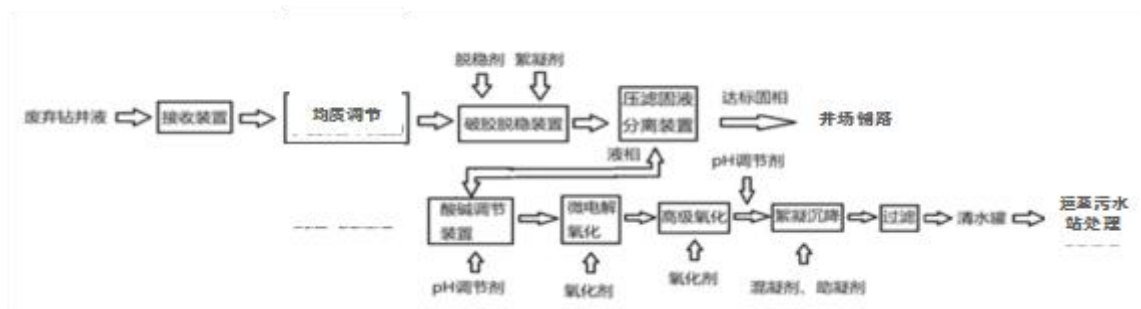 脱稳剂 絮凝剂
废弃钻井液
接收装置
均质调节
破胶脱稳装置
压滤固液
分离装置
达标固相
井场铺路
液相
pH调节剂
酸碱调节
装置
微电解
氧化
高级氧化
絮凝沉降
过滤
清水罐
运至污水
站处理
pH调节剂
氧化剂
氧化剂
混凝剂、助凝剂